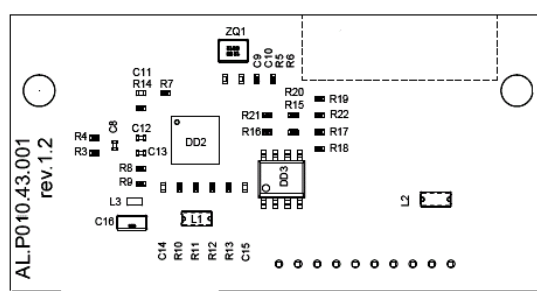 ZQ1
C9
C10
R5
R6
C11
R14
R7
R20
R15
R19
R21
R22
R16
R17
R18
R4
R3
C8
C12
C13
DD2
R8
R9
DD3
L3
C16
L1
L2
C14
R10
R11
R12
R13
C15
AL.P010.43.001
rev.1.2